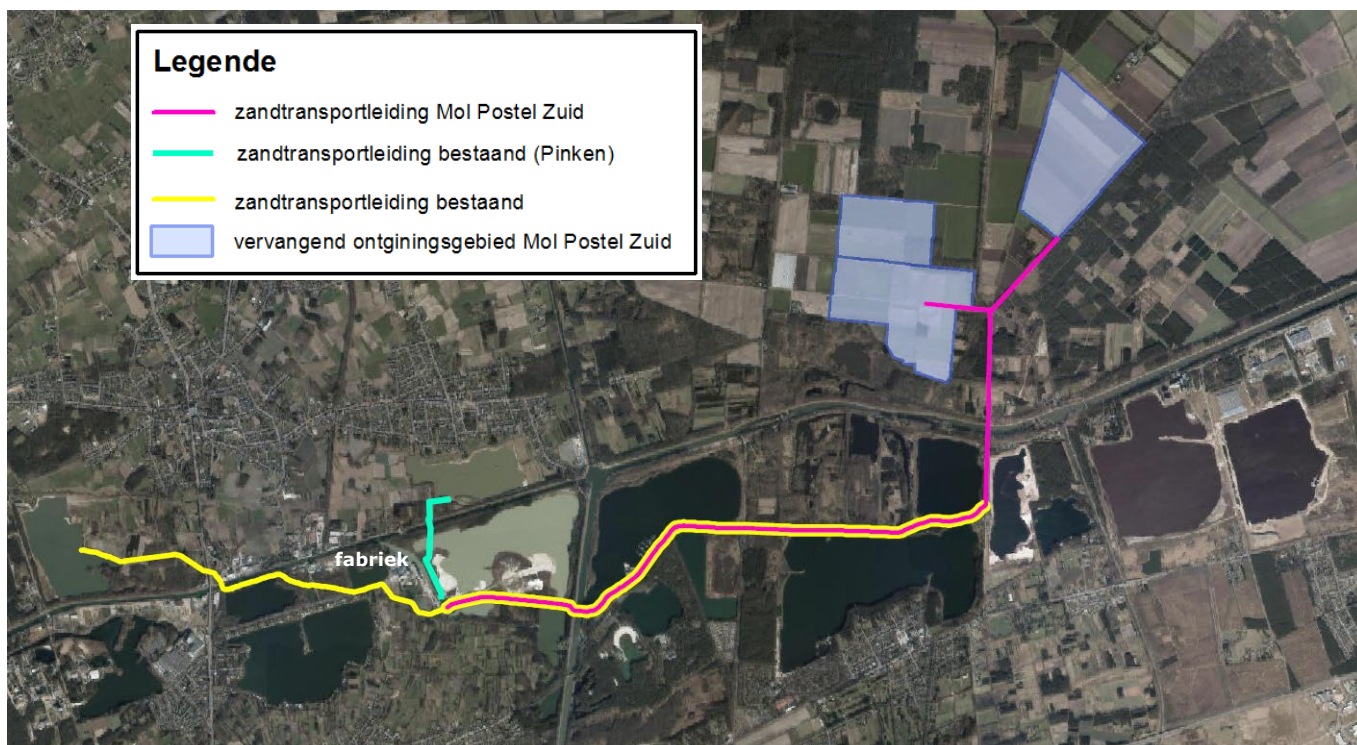 Legende
zandtransportleiding Mol Postel Zuid
zandtransportleiding bestaand (Pinken)
zandtransportleiding bestaand
vervangend ontginingsgebied Mol Postel Zuid
fabriek